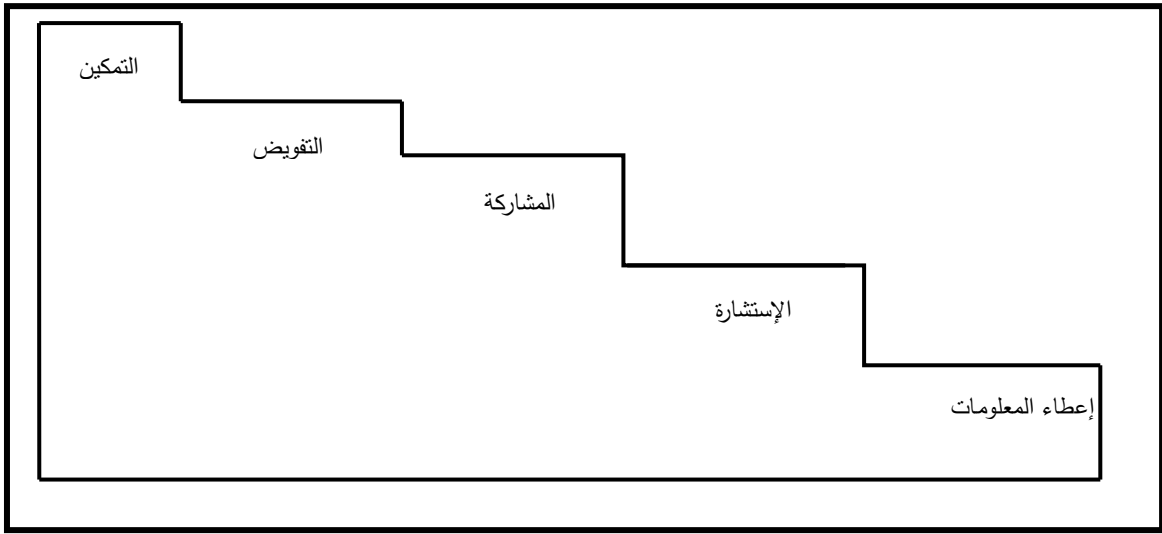 التمكين
التفويض
المشاركة
الإستشارة
إعطاء المعلومات